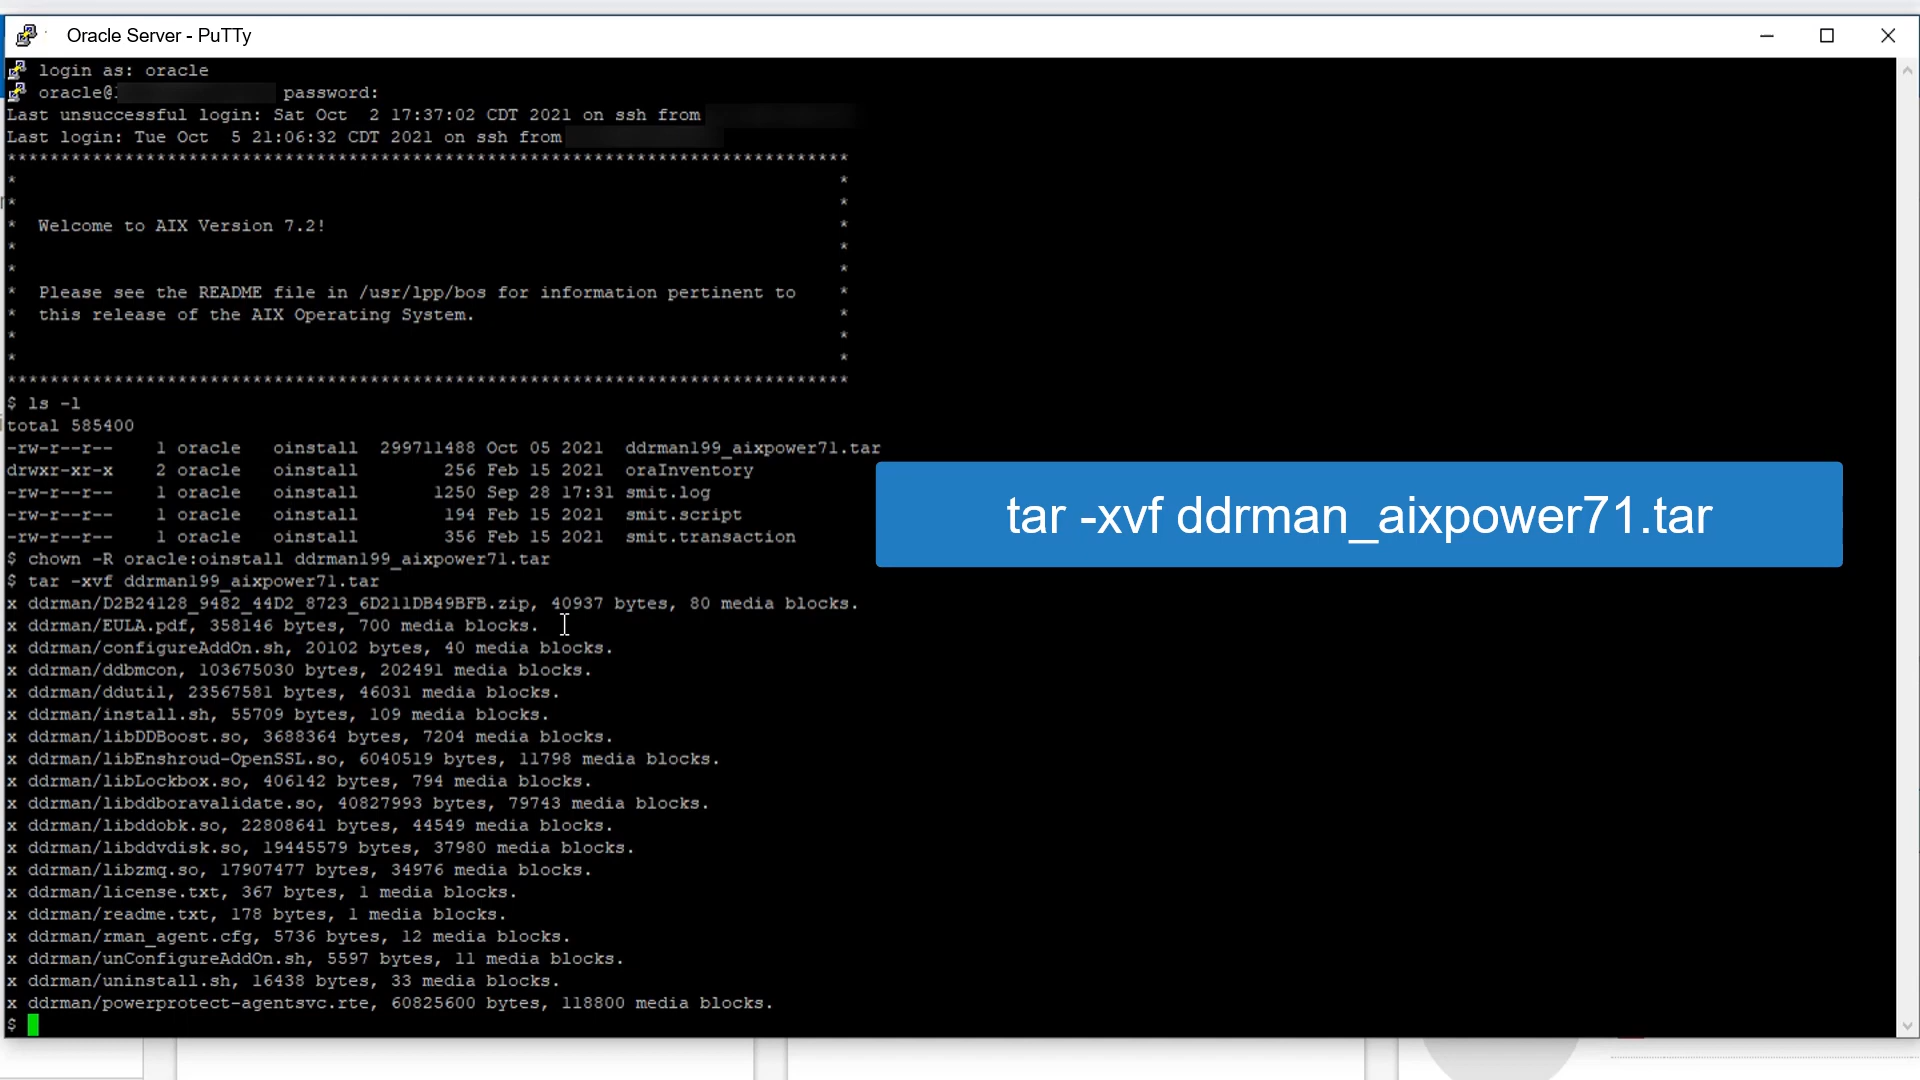 Oracle Server - PuTTy
login as: oracle
oracle@ password:
Last unsuccessful login: Sat Oct  2 17:37:02 CDT 2021 on ssh from
Last login: Tue Oct  5 21:06:32 CDT 2021 on ssh from
*******************************************************************************
*                                                                              *
*                                                                              *
*  Welcome to AIX Version 7.2!                                                 *
*                                                                              *
*                                                                              *
*  Please see the README file in /usr/lpp/bos for information pertinent to     *
*  this release of the AIX Operating System.                                   *
*                                                                              *
*                                                                              *
*******************************************************************************
$ ls -l
total 585400
-rw-r--r--    1 oracle   oinstall  299711488 Oct 05 2021  ddrman199_aixpower71.tar
drwxr-xr-x    2 oracle   oinstall        256 Feb 15 2021  oraInventory
-rw-r--r--    1 oracle   oinstall       1250 Sep 28 17:31 smit.log
-rw-r--r--    1 oracle   oinstall        194 Feb 15 2021  smit.script
-rw-r--r--    1 oracle   oinstall        356 Feb 15 2021  smit.transaction
$ chown -R oracle:oinstall ddrman199_aixpower71.tar
$ tar -xvf ddrman199_aixpower71.tar
x ddrman/D2B24128_9482_44D2_8723_6D211DB49BFB.zip, 40937 bytes, 80 media blocks.
x ddrman/EULA.pdf, 358146 bytes, 700 media blocks.
x ddrman/configureAddOn.sh, 20102 bytes, 40 media blocks.
x ddrman/ddbmcon, 103675030 bytes, 202491 media blocks.
x ddrman/ddutil, 23567581 bytes, 46031 media blocks.
x ddrman/install.sh, 55709 bytes, 109 media blocks.
x ddrman/libDDBoost.so, 3688364 bytes, 7204 media blocks.
x ddrman/libEnshroud-OpenSSL.so, 6040519 bytes, 11798 media blocks.
x ddrman/libLockbox.so, 406142 bytes, 794 media blocks.
x ddrman/libddboravalidate.so, 40827993 bytes, 79743 media blocks.
x ddrman/libddobk.so, 22808641 bytes, 44549 media blocks.
x ddrman/libddvdisk.so, 19445579 bytes, 37980 media blocks.
x ddrman/libzmq.so, 17907477 bytes, 34976 media blocks.
x ddrman/license.txt, 367 bytes, 1 media blocks.
x ddrman/readme.txt, 178 bytes, 1 media blocks.
x ddrman/rman_agent.cfg, 5736 bytes, 12 media blocks.
x ddrman/unConfigureAddOn.sh, 5597 bytes, 11 media blocks.
x ddrman/uninstall.sh, 16438 bytes, 33 media blocks.
x ddrman/powerprotect-agentsvc.rte, 60825600 bytes, 118800 media blocks.
$
tar -xvf ddrman_aixpower71.tar